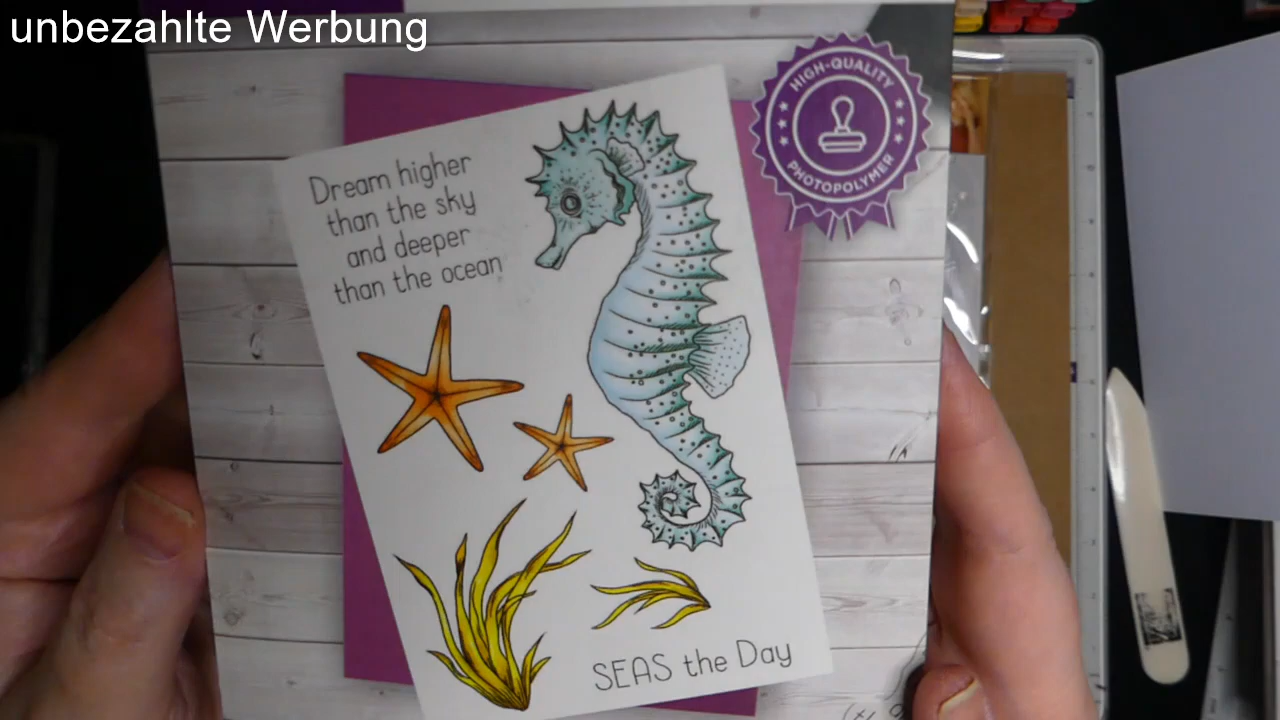 unbezahlte Werbung
HIGH-QUALITY
PHOTOPOLYMER
Dream higher
than the sky
and deeper
than the ocean
SEAS the Day